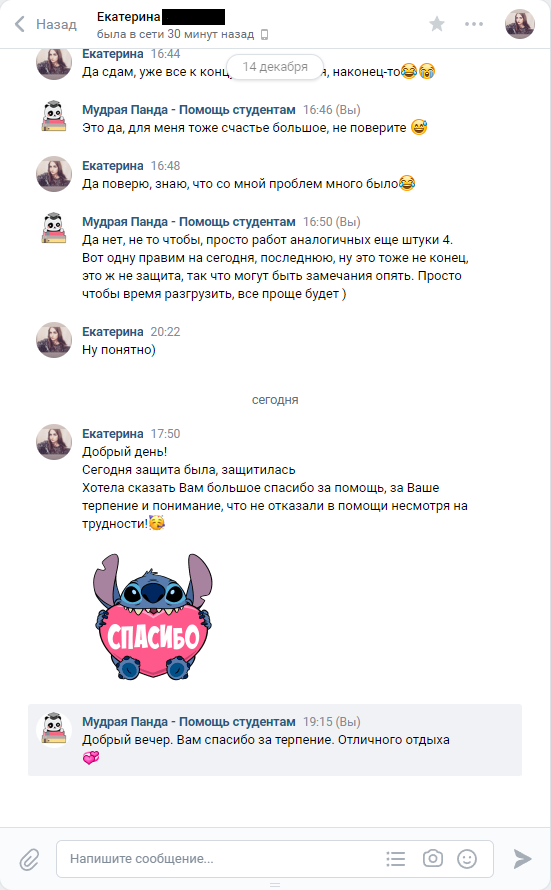 Назад
Екатерина
была в сети 30 минут назад
Екатерина 16:44
14 декабря
Да сдам, уже все к концу наконец-то😂😭
Мудрая Панда - Помощь студентам 16:46 (Вы)
Это да, для меня тоже счастье большое, не поверите 😅
Екатерина 16:48
Да поверю, знаю, что со мной проблем много было😂
Мудрая Панда - Помощь студентам 16:50 (Вы)
Да нет, не то чтобы, просто работ аналогичных еще штуки 4.
Вот одну правим на сегодня, последнюю, ну это тоже не конец,
это ж не защита, так что могут быть замечания опять. Просто
чтобы время разгрузить, все проще будет )
Екатерина 20:22
Ну понятно)
сегодня
Екатерина 17:50
Добрый день!
Сегодня защита была, защитилась
Хотела сказать Вам большое спасибо за помощь, за Ваше
терпение и понимание, что не отказали в помощи несмотря на
трудности!🥳
СПАСИБО
Мудрая Панда - Помощь студентам 19:15 (Вы)
Добрый вечер. Вам спасибо за терпение. Отличного отдыха
💞
Напишите сообщение...